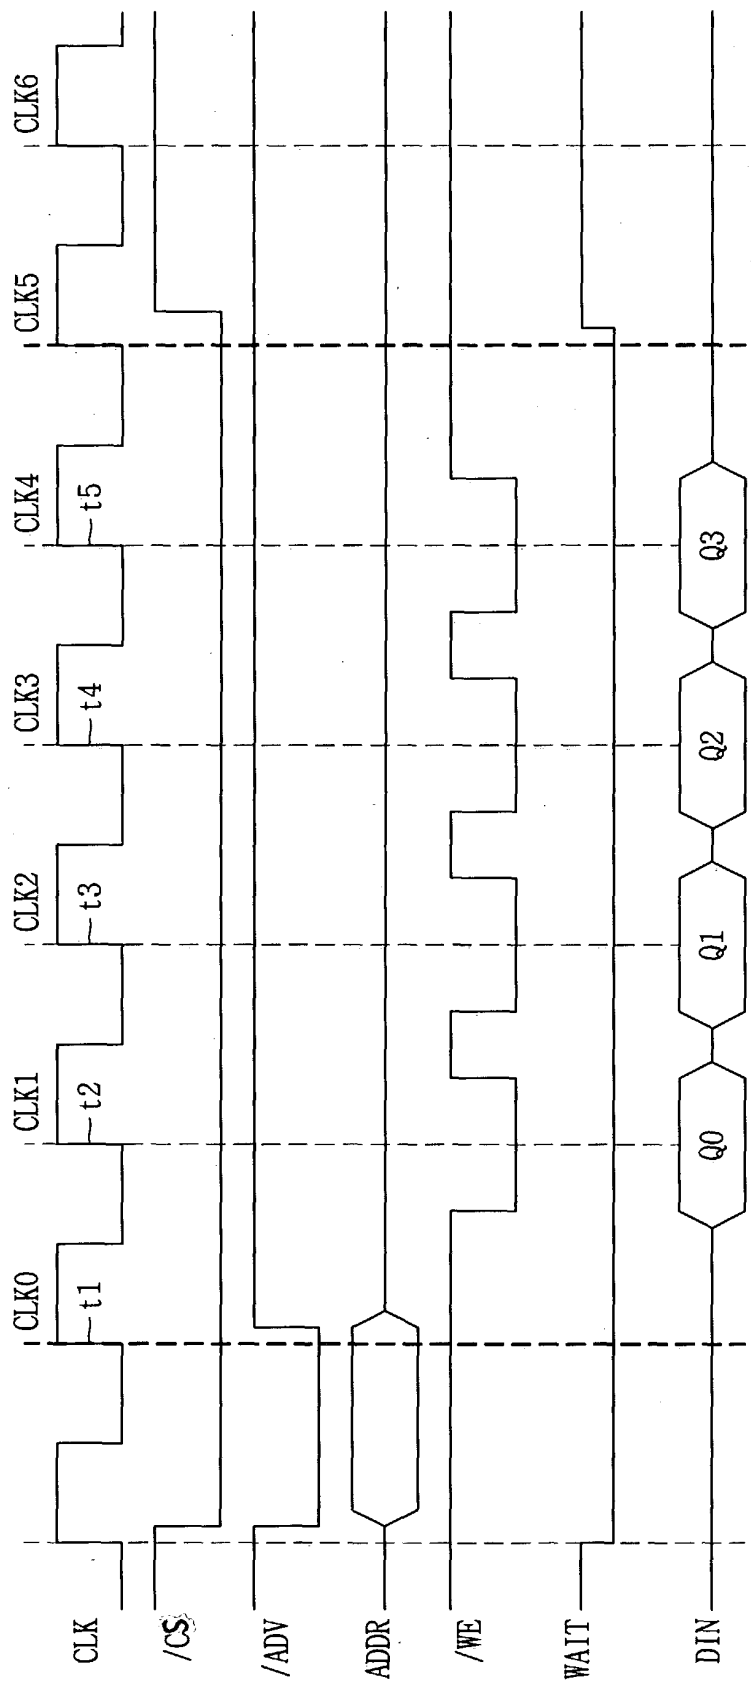 CLK0 CLK1 CLK2 CLK3 CLK4 CLK5 CLK6
CLK t1 t2 t3 t4 t5
/CS
/ADV
ADDR
/WE
WAIT
DIN Q0 Q1 Q2 Q3